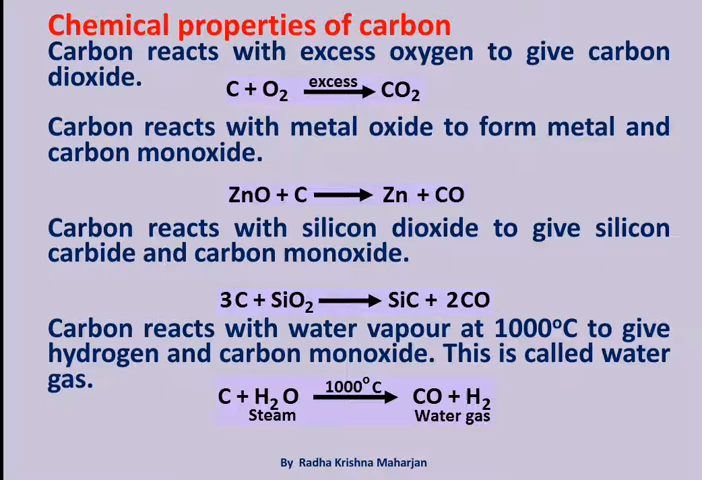 Chemical properties of carbon
Carbon reacts with excess oxygen to give carbon
dioxide.
C + O₂ excess⟶ CO₂
Carbon reacts with metal oxide to form metal and
carbon monoxide.
ZnO + C ⟶ Zn + CO
Carbon reacts with silicon dioxide to give silicon
carbide and carbon monoxide.
3C + SiO₂ ⟶ SiC + 2CO
Carbon reacts with water vapour at 1000°C to give
hydrogen and carbon monoxide. This is called water
gas.
C + H₂O 1000°C⟶ CO + H₂
Steam Water gas
By Radha Krishna Maharjan